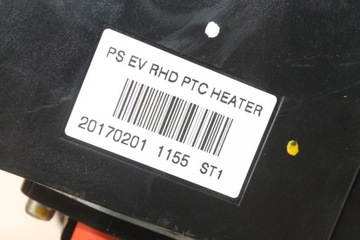 PS EV RHD PTC HEATER
20170201 1155 ST1